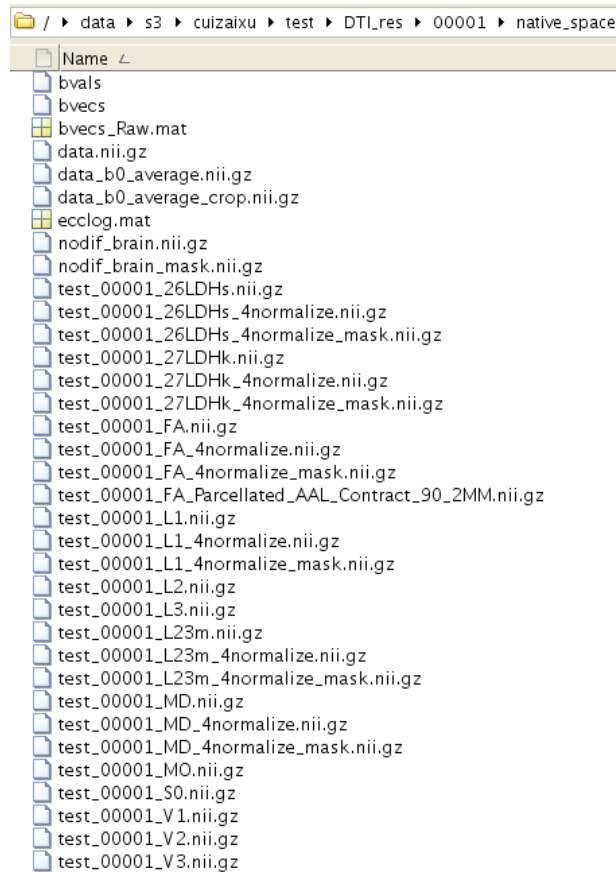 / ▸ data ▸ s3 ▸ cuizaixu ▸ test ▸ DTI_res ▸ 00001 ▸ native_space
Name
bvals
bvecs
bvecs_Raw.mat
data.nii.gz
data_b0_average.nii.gz
data_b0_average_crop.nii.gz
ecclog.mat
nodif_brain.nii.gz
nodif_brain_mask.nii.gz
test_00001_26LDHs.nii.gz
test_00001_26LDHs_4normalize.nii.gz
test_00001_26LDHs_4normalize_mask.nii.gz
test_00001_27LDHk.nii.gz
test_00001_27LDHk_4normalize.nii.gz
test_00001_27LDHk_4normalize_mask.nii.gz
test_00001_FA.nii.gz
test_00001_FA_4normalize.nii.gz
test_00001_FA_4normalize_mask.nii.gz
test_00001_FA_Parcellated_AAL_Contract_90_2MM.nii.gz
test_00001_L1.nii.gz
test_00001_L1_4normalize.nii.gz
test_00001_L1_4normalize_mask.nii.gz
test_00001_L2.nii.gz
test_00001_L3.nii.gz
test_00001_L23m.nii.gz
test_00001_L23m_4normalize.nii.gz
test_00001_L23m_4normalize_mask.nii.gz
test_00001_MD.nii.gz
test_00001_MD_4normalize.nii.gz
test_00001_MD_4normalize_mask.nii.gz
test_00001_MO.nii.gz
test_00001_S0.nii.gz
test_00001_V1.nii.gz
test_00001_V2.nii.gz
test_00001_V3.nii.gz